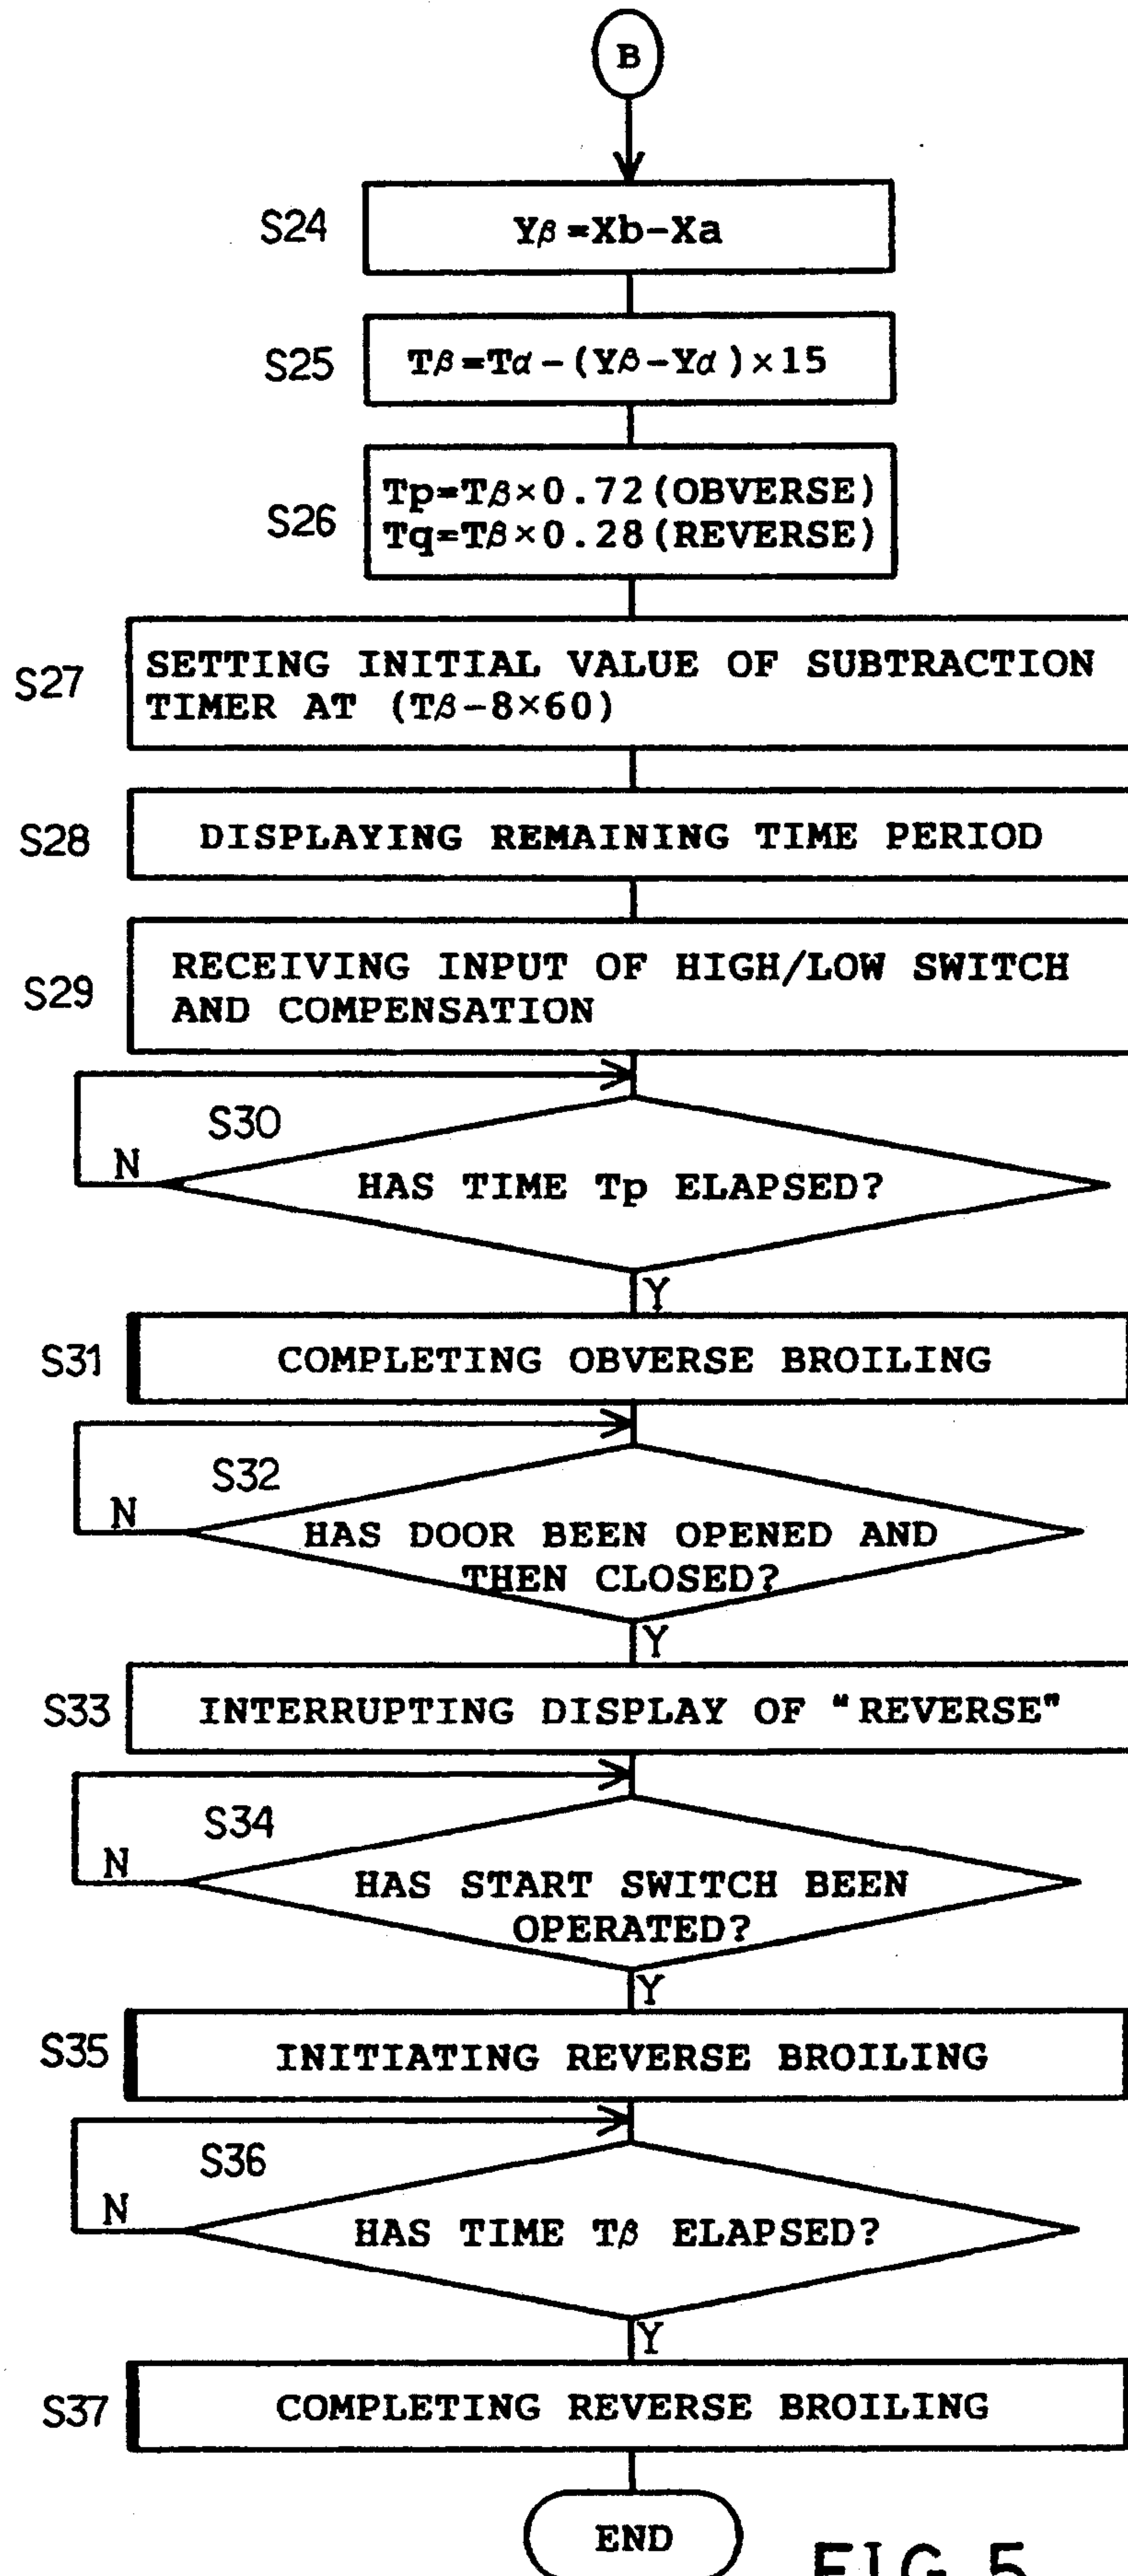 B
S24
Yβ=Xb-Xa
S25
Tβ=Tα-(Yβ-Yα)×15
S26
Tp=Tβ×0.72(OBVERSE)
Tq=Tβ×0.28(REVERSE)
S27
SETTING INITIAL VALUE OF SUBTRACTION
TIMER AT (Tβ-8×60)
S28
DISPLAYING REMAINING TIME PERIOD
S29
RECEIVING INPUT OF HIGH/LOW SWITCH
AND COMPENSATION
S30
N
HAS TIME Tp ELAPSED?
Y
S31
COMPLETING OBVERSE BROILING
S32
N
HAS DOOR BEEN OPENED AND
THEN CLOSED?
Y
S33
INTERRUPTING DISPLAY OF "REVERSE"
S34
N
HAS START SWITCH BEEN
OPERATED?
Y
S35
INITIATING REVERSE BROILING
S36
N
HAS TIME Tβ ELAPSED?
Y
S37
COMPLETING REVERSE BROILING
END
FIG.5